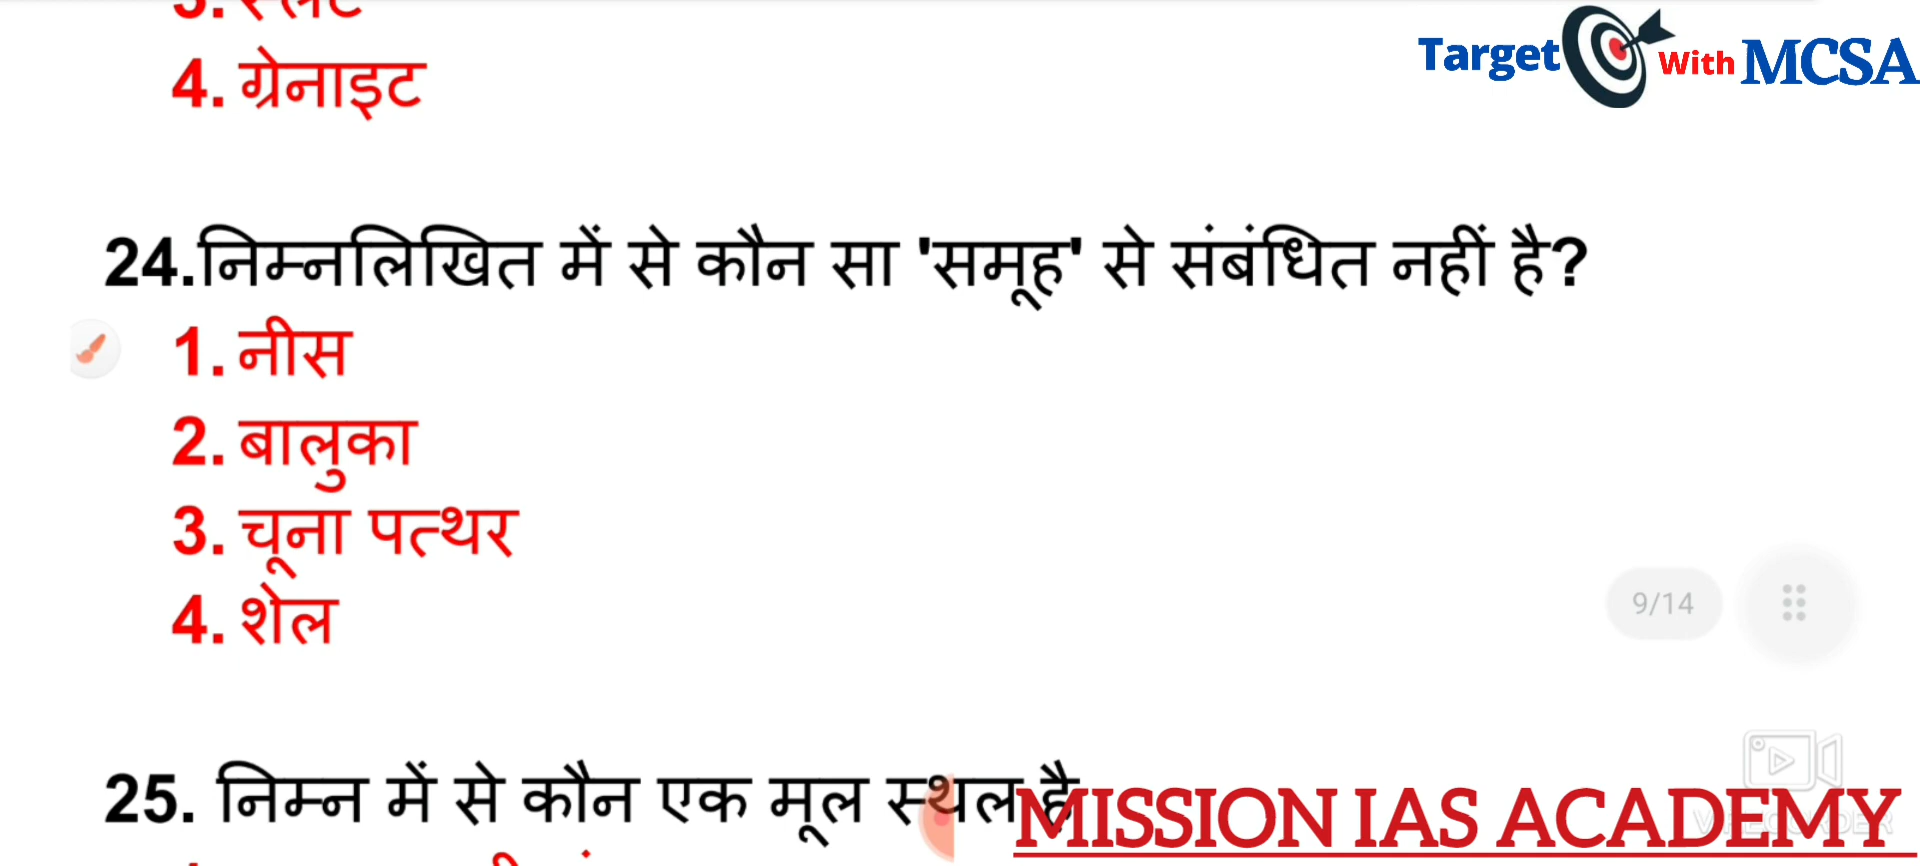 4. ग्रेनाइट
Target With MCSA
24.निम्नलिखित में से कौन सा 'समूह' से संबंधित नहीं है?
1. नीस
2. बालुका
3. चूना पत्थर
4. शेल
9/14
25. निम्न में से कौन एक मूल स्थल है
MISSION IAS ACADEMY